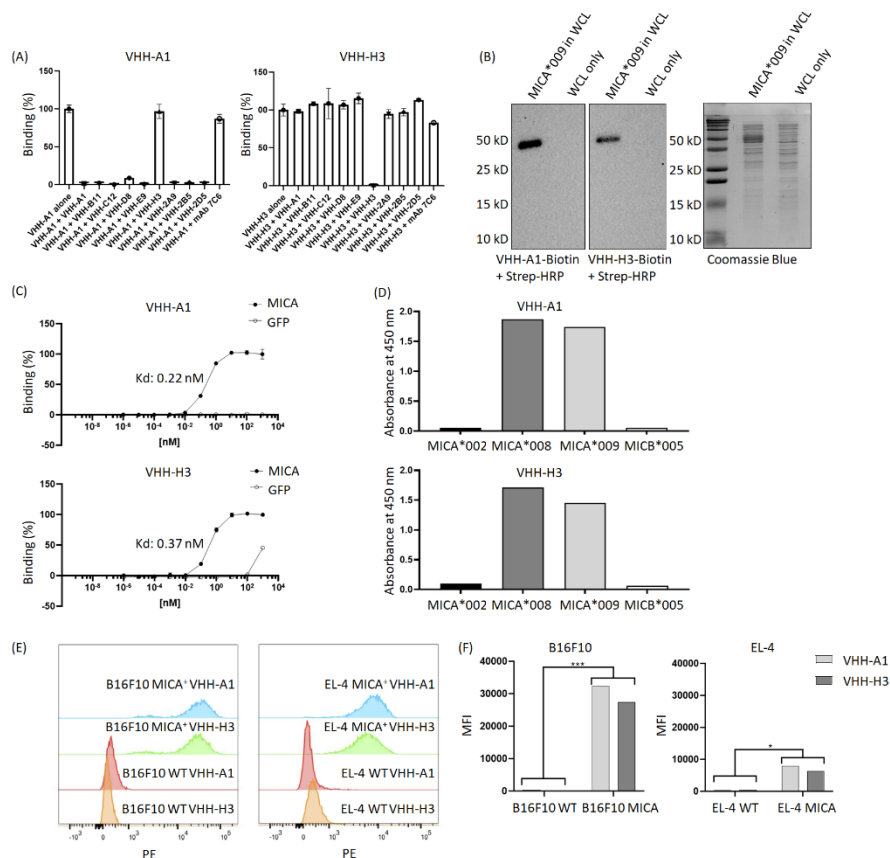 (A)
VHH-A1
Binding (%)
150
100
50
0
VHH-A1 alone
VHH-A1 + VHH-A1
VHH-A1 + VHH-B11
VHH-A1 + VHH-C12
VHH-A1 + VHH-D8
VHH-A1 + VHH-E9
VHH-A1 + VHH-H3
VHH-A1 + VHH-2A9
VHH-A1 + VHH-2B5
VHH-A1 + VHH-2D5
VHH-A1 + mAb 7C6
VHH-H3
Binding (%)
150
100
50
0
VHH-H3 alone
VHH-H3 + VHH-A1
VHH-H3 + VHH-B11
VHH-H3 + VHH-C12
VHH-H3 + VHH-D8
VHH-H3 + VHH-E9
VHH-H3 + VHH-H3
VHH-H3 + VHH-2A9
VHH-H3 + VHH-2B5
VHH-H3 + VHH-2D5
VHH-H3 + mAb 7C6
(B)
MICA*009 in WCL
WCL only
MICA*009 in WCL
WCL only
MICA*009 in WCL
WCL only
50 kD
25 kD
15 kD
10 kD
50 kD
25 kD
15 kD
10 kD
VHH-A1-Biotin
+ Strep-HRP
VHH-H3-Biotin
+ Strep-HRP
Coomassie Blue
(C)
VHH-A1
MICA
GFP
Binding (%)
150
100
50
0
-50
Kd: 0.22 nM
10-8 10-6 10-4 10-2 100 102 104
[nM]
VHH-H3
MICA
GFP
Binding (%)
150
100
50
0
-50
Kd: 0.37 nM
10-8 10-6 10-4 10-2 100 102 104
[nM]
(D)
VHH-A1
Absorbance at 450 nm
2.0
1.5
1.0
0.5
0.0
MICA*002 MICA*008 MICA*009 MICB*005
VHH-H3
Absorbance at 450 nm
2.0
1.5
1.0
0.5
0.0
MICA*002 MICA*008 MICA*009 MICB*005
(E)
B16F10 MICA+ VHH-A1
B16F10 MICA+ VHH-H3
B16F10 WT VHH-A1
B16F10 WT VHH-H3
-103 0 103 104 105
PE
EL-4 MICA+ VHH-A1
EL-4 MICA+ VHH-H3
EL-4 WT VHH-A1
EL-4 WT VHH-H3
-103 0 103 104 105
PE
(F)
B16F10
MFI
40000
30000
20000
10000
0
***
B16F10 WT B16F10 MICA
EL-4
MFI
40000
30000
20000
10000
0
*
EL-4 WT EL-4 MICA
VHH-A1
VHH-H3